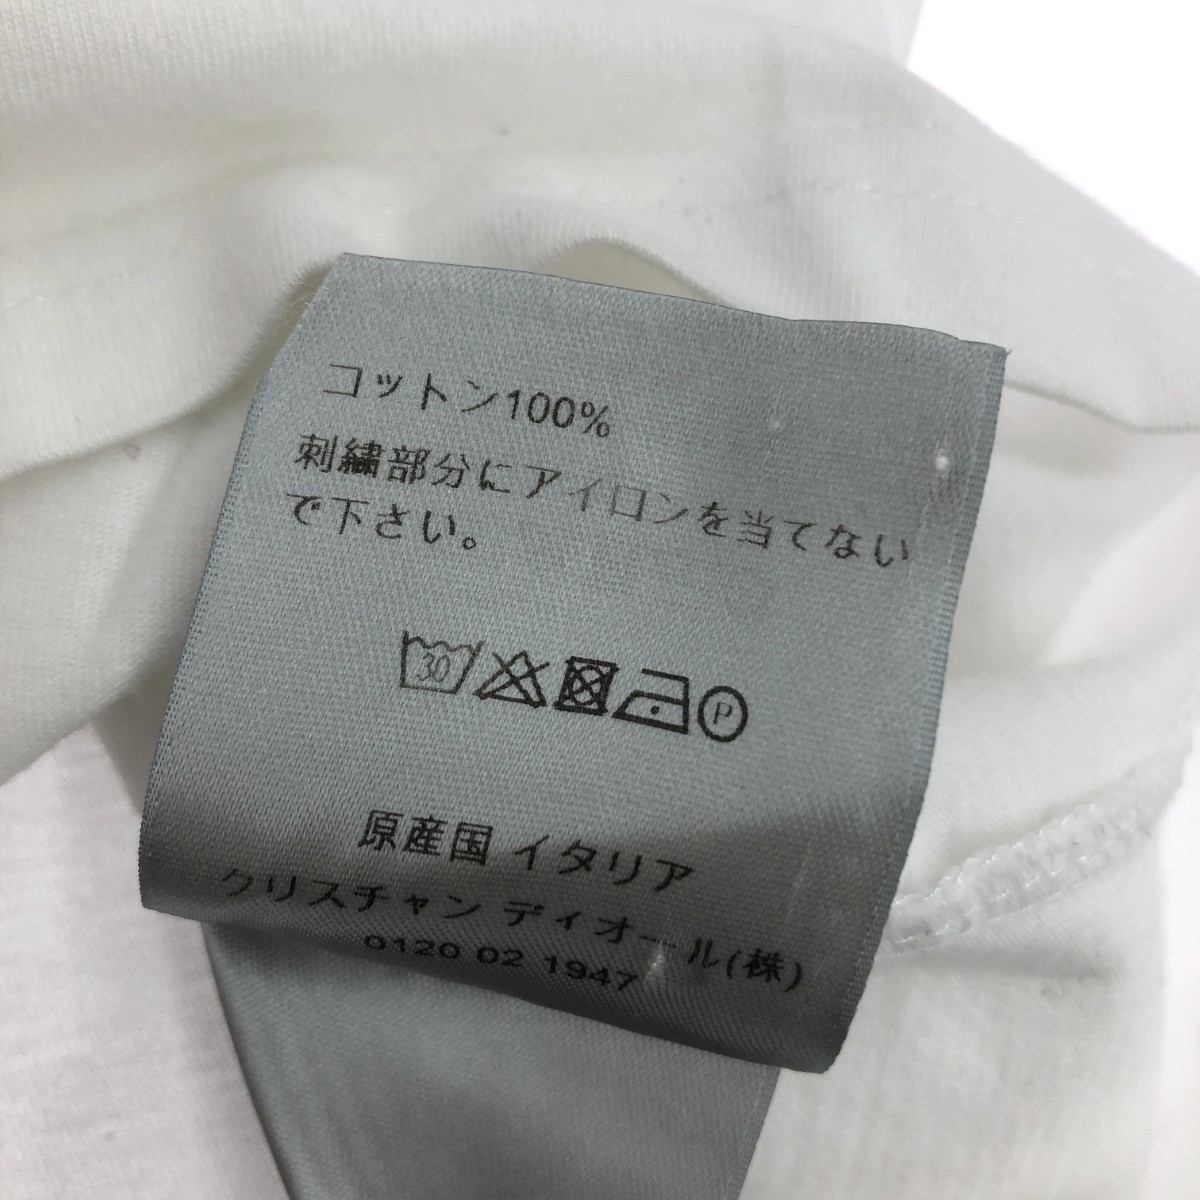 コットン100%
刺繍部分にアイロンを当てない
で下さい。
30
P
原産国 イタリア
クリスチャン ディオール(株)
0120 02 1947